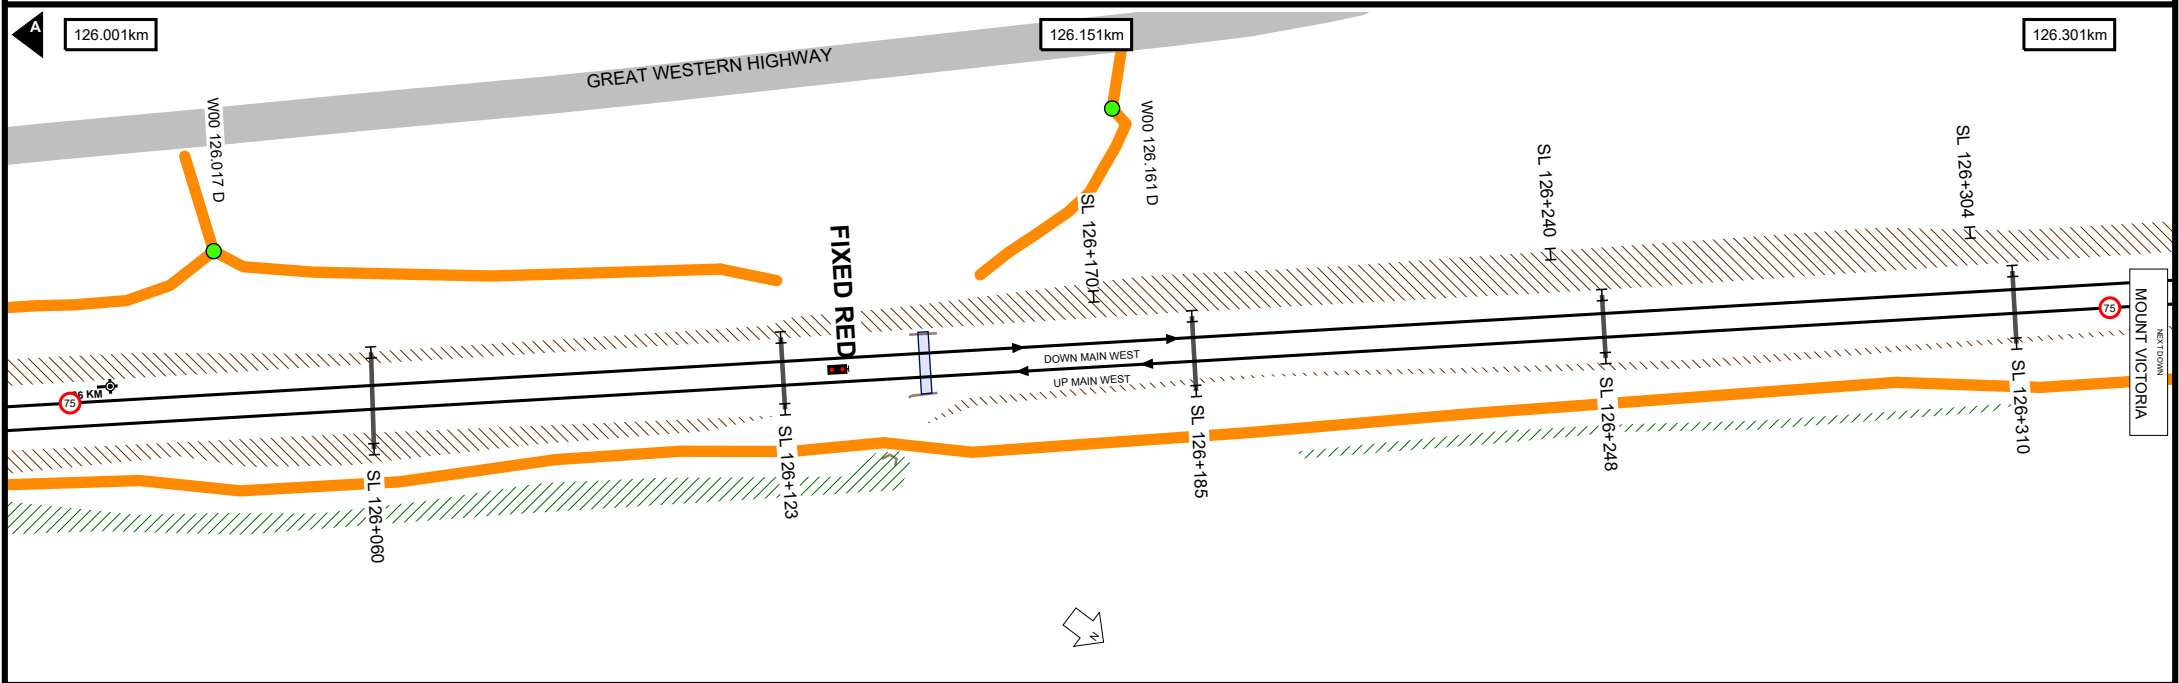 A
126.001km
126.151km
126.301km
GREAT WESTERN HIGHWAY
W00 126.017 D
W00 126.161 D
SL 126+170
SL 126+240
SL 126+304
FIXED RED
DOWN MAIN WEST
UP MAIN WEST
6 KM
75
75
MOUNT VICTORIA
NEXT DOWN
SL 126+060
SL 126+123
SL 126+185
SL 126+248
SL 126+310
N